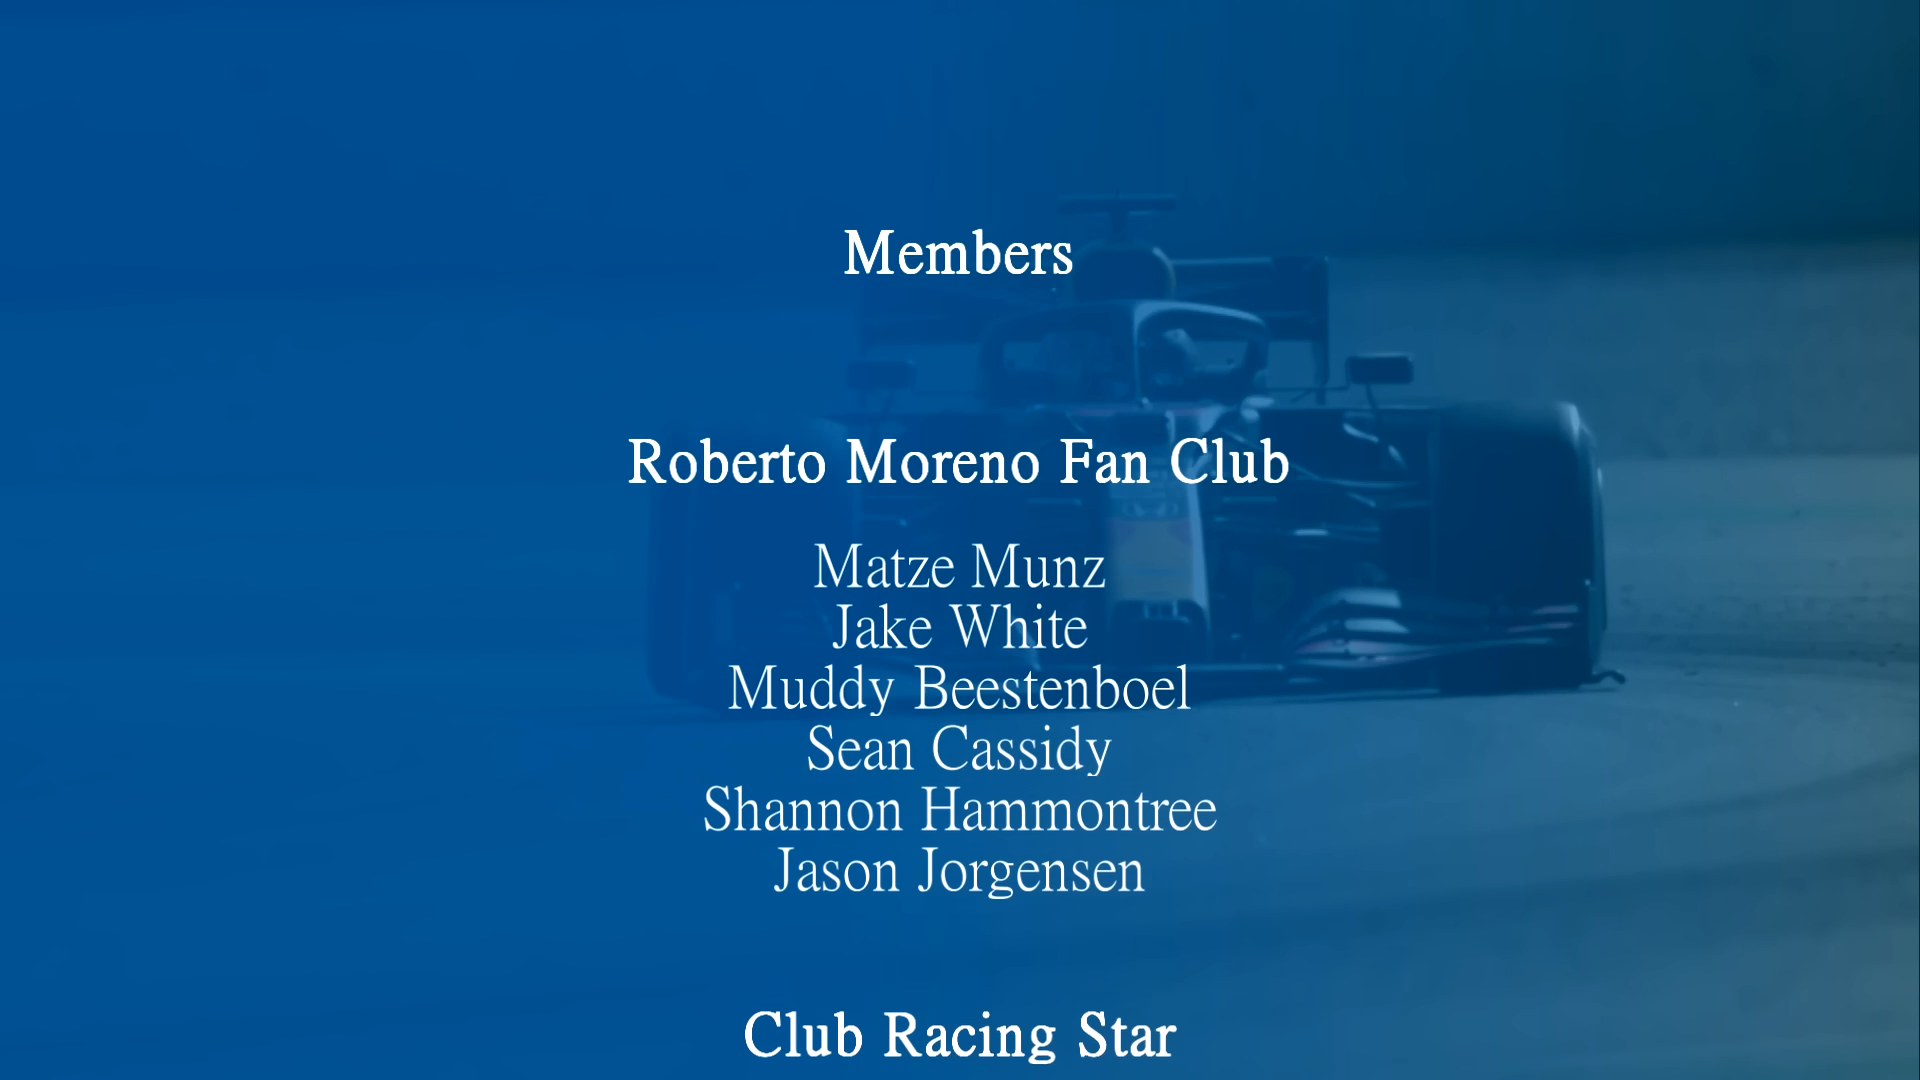 Members
Roberto Moreno Fan Club
Matze Munz
Jake White
Muddy Beestenboel
Sean Cassidy
Shannon Hammontree
Jason Jorgensen
Club Racing Star